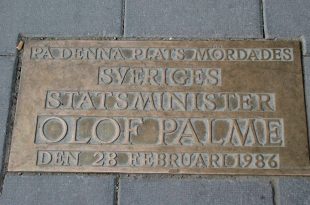 PÅ DENNA PLATS MÖRDADES
SVERIGES
STATSMINISTER
OLOF PALME
DEN 28 FEBRUARI 1986